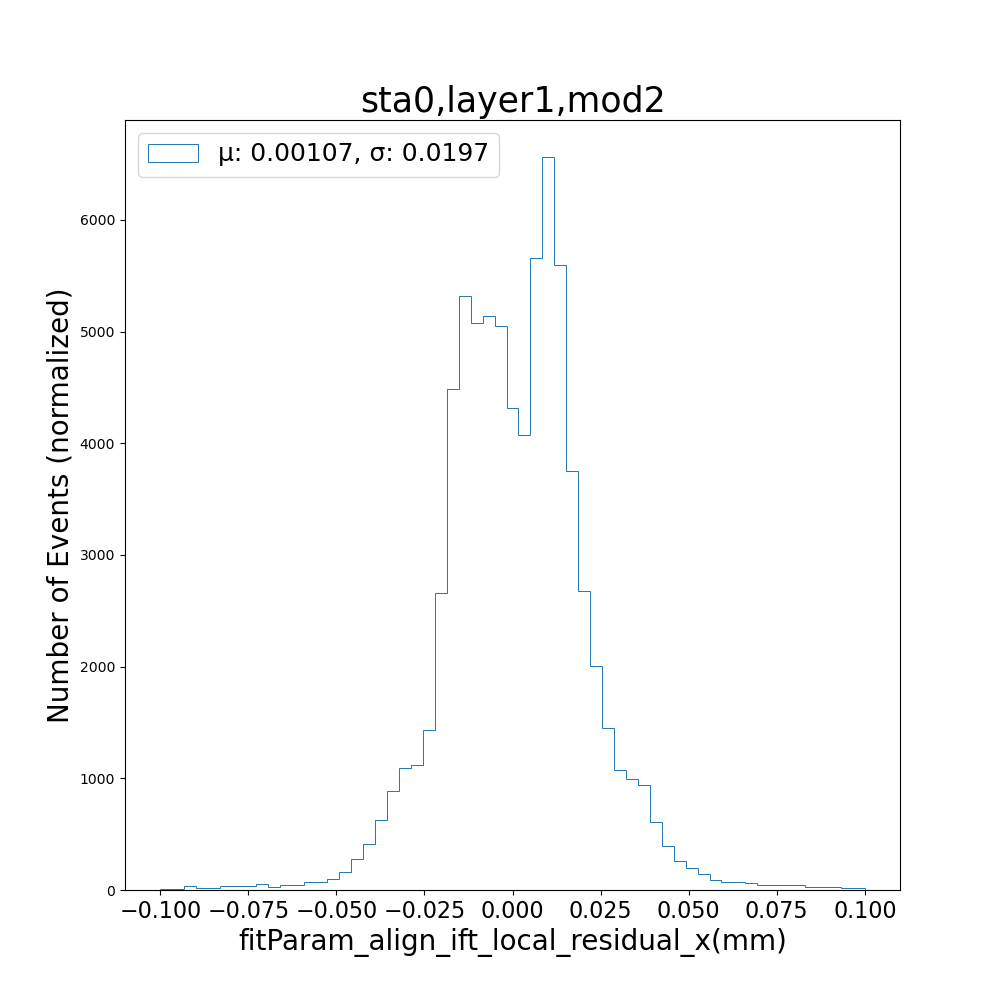 sta0,layer1,mod2
μ: 0.00107, σ: 0.0197
Number of Events (normalized)
6000
5000
4000
3000
2000
1000
0
−0.100 −0.075 −0.050 −0.025 0.000 0.025 0.050 0.075 0.100
fitParam_align_ift_local_residual_x(mm)